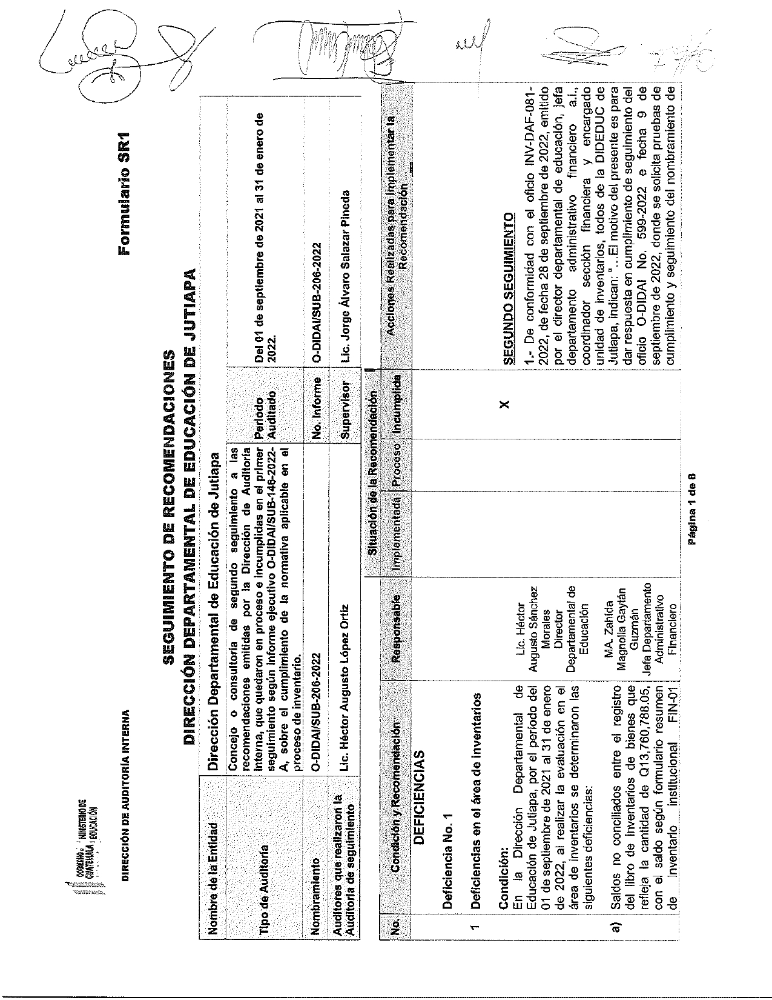 GOBIERNO DE
GUATEMALA
MINISTERIO DE
EDUCACIÓN
DIRECCIÓN DE AUDITORÍA INTERNA
Formulario SR1
SEGUIMIENTO DE RECOMENDACIONES
DIRECCIÓN DEPARTAMENTAL DE EDUCACIÓN DE JUTIAPA
Nombre de la Entidad
Dirección Departamental de Educación de Jutiapa
Tipo de Auditoría
Concejo o consultoría de segundo seguimiento a las
recomendaciones emitidas por la Dirección de Auditoría
Interna, que quedaron en proceso e incumplidas en el primer
seguimiento según informe ejecutivo O-DIDAI/SUB-146-2022-
A, sobre el cumplimiento de la normativa aplicable en el
proceso de inventario.
Período
Auditado
Del 01 de septiembre de 2021 al 31 de enero de
2022.
Nombramiento
O-DIDAI/SUB-206-2022
No. Informe
O-DIDAI/SUB-206-2022
Auditores que realizaron la
Auditoría de seguimiento
Lic. Héctor Augusto López Ortiz
Supervisor
Lic. Jorge Álvaro Salazar Pineda
No.
Condición y Recomendación
Responsable
Situación de la Recomendación
Implementada
Proceso
Incumplida
Acciones Realizadas para Implementar la
Recomendación
DEFICIENCIAS
Deficiencia No. 1
1
Deficiencias en el área de inventarios
Condición:
En la Dirección Departamental de
Educación de Jutiapa, por el período del
01 de septiembre de 2021 al 31 de enero
de 2022, al realizar la evaluación en el
área de inventarios se determinaron las
siguientes deficiencias:
a)
Saldos no conciliados entre el registro
del libro de inventarios de bienes que
refleja la cantidad de Q13,760,788.05,
con el saldo según formulario resumen
de inventario institucional FIN-01
Lic. Héctor
Augusto Sánchez
Morales
Director
Departamental de
Educación
MA. Zahida
Magnolia Gaytán
Guzmán
Jefa Departamento
Administrativo
Financiero
X
SEGUNDO SEGUIMIENTO
1.- De conformidad con el oficio INV-DAF-081-
2022, de fecha 28 de septiembre de 2022, emitido
por el director departamental de educación, jefa
departamento administrativo financiero a.i.,
coordinador sección financiera y encargado
unidad de inventarios, todos de la DIDEDUC de
Jutiapa, indican: “…El motivo del presente es para
dar respuesta en cumplimiento de seguimiento del
oficio O-DIDAI No. 599-2022 e fecha 9 de
septiembre de 2022, donde se solicita pruebas de
cumplimiento y seguimiento del nombramiento de
Página 1 de 8